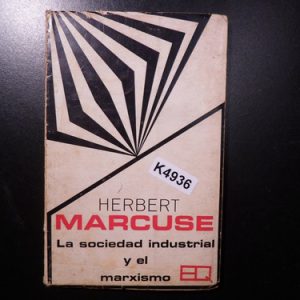 K4936
HERBERT
MARCUSE
La sociedad industrial
y el
marxismo
EQ